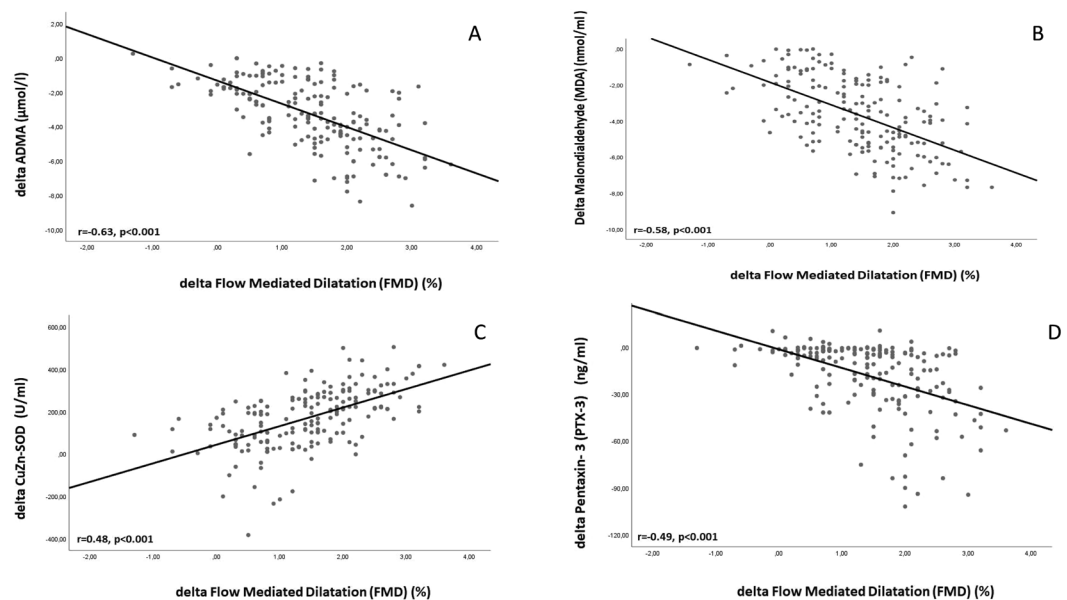 A
delta ADMA (µmol/l)
2,00
,00
-2,00
-4,00
-6,00
-8,00
-10,00
r=-0.63, p<0.001
-2,00 -1,00 ,00 1,00 2,00 3,00 4,00
delta Flow Mediated Dilatation (FMD) (%)
B
Delta Malondialdehyde (MDA) (nmol/ml)
,00
-2,00
-4,00
-6,00
-8,00
-10,00
r=-0.58, p<0.001
-2,00 -1,00 ,00 1,00 2,00 3,00 4,00
delta Flow Mediated Dilatation (FMD) (%)
C
delta CuZn-SOD (U/ml)
600,00
400,00
200,00
,00
-200,00
-400,00
r=0.48, p<0.001
-2,00 -1,00 ,00 1,00 2,00 3,00 4,00
delta Flow Mediated Dilatation (FMD) (%)
D
delta Pentaxin- 3 (PTX-3) (ng/ml)
,00
-30,00
-60,00
-90,00
-120,00
r=-0.49, p<0.001
-2,00 -1,00 ,00 1,00 2,00 3,00 4,00
delta Flow Mediated Dilatation (FMD) (%)